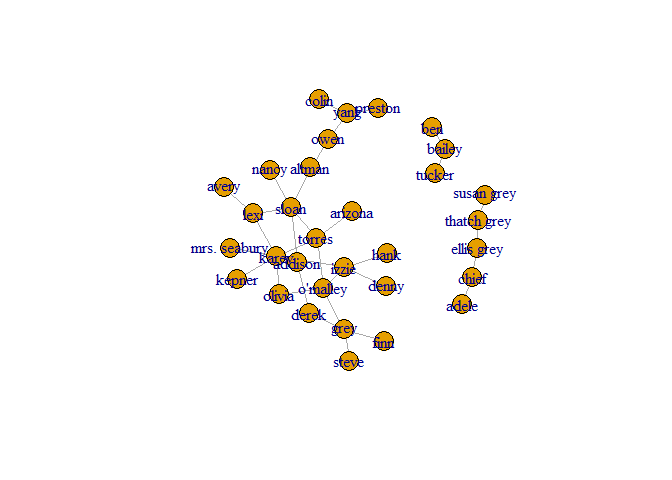 colin
yang
preston
ben
owen
bailey
nancy
altman
tucker
avery
susan grey
lexi
sloan
arizona
thatch grey
torres
mrs. seabury
karev
addison
izzie
hank
ellis grey
kepner
olivia
o'malley
denny
chief
derek
adele
grey
finn
steve